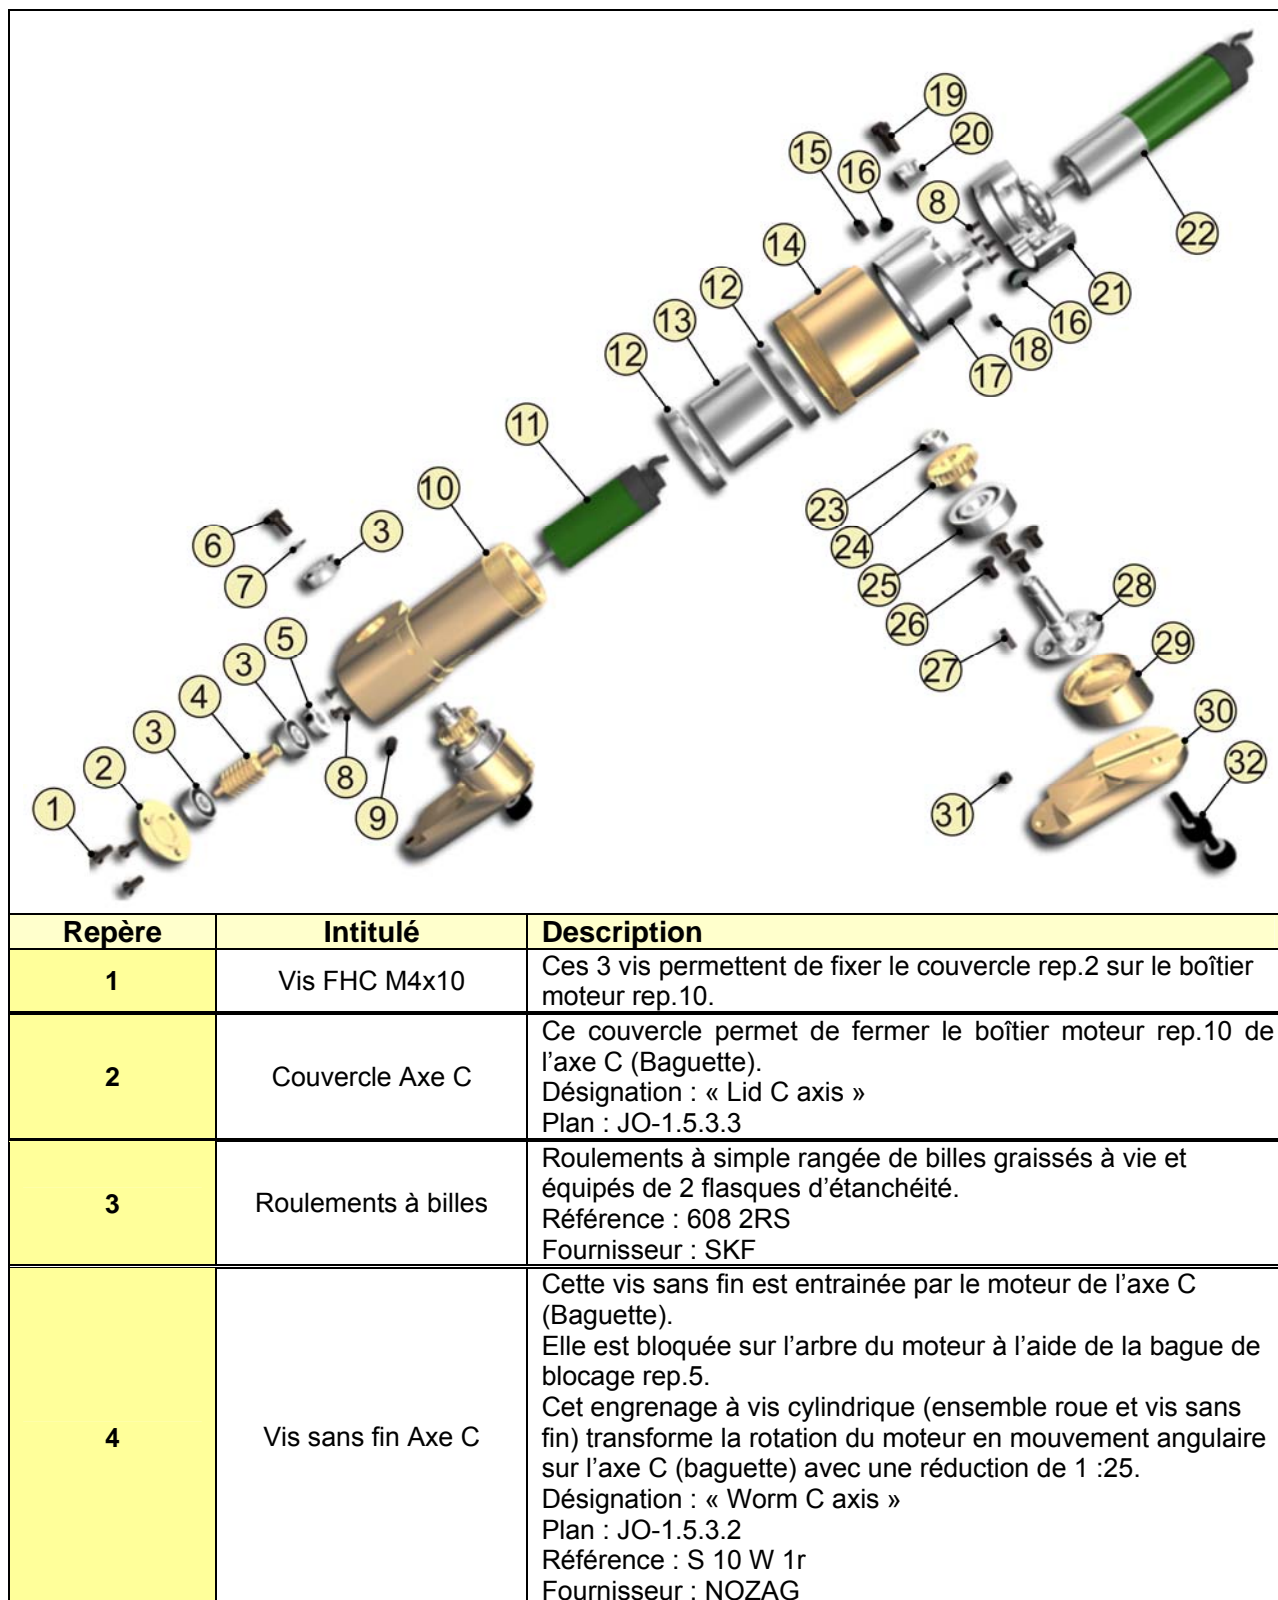 19
20
15
16
8
22
14
12
21
13
16
12
18
17
11
10
23
6
3
24
7
25
28
5
26
3
29
27
4
30
3
8
32
2
9
31
1
Repère Intitulé Description
1 Vis FHC M4x10 Ces 3 vis permettent de fixer le couvercle rep.2 sur le boîtier
moteur rep.10.
2 Couvercle Axe C Ce couvercle permet de fermer le boîtier moteur rep.10 de
l’axe C (Baguette).
Désignation : « Lid C axis »
Plan : JO-1.5.3.3
3 Roulements à billes Roulements à simple rangée de billes graissés à vie et
équipés de 2 flasques d’étanchéité.
Référence : 608 2RS
Fournisseur : SKF
4 Vis sans fin Axe C Cette vis sans fin est entrainée par le moteur de l’axe C
(Baguette).
Elle est bloquée sur l’arbre du moteur à l’aide de la bague de
blocage rep.5.
Cet engrenage à vis cylindrique (ensemble roue et vis sans
fin) transforme la rotation du moteur en mouvement angulaire
sur l’axe C (baguette) avec une réduction de 1 :25.
Désignation : « Worm C axis »
Plan : JO-1.5.3.2
Référence : S 10 W 1r
Fournisseur : NOZAG